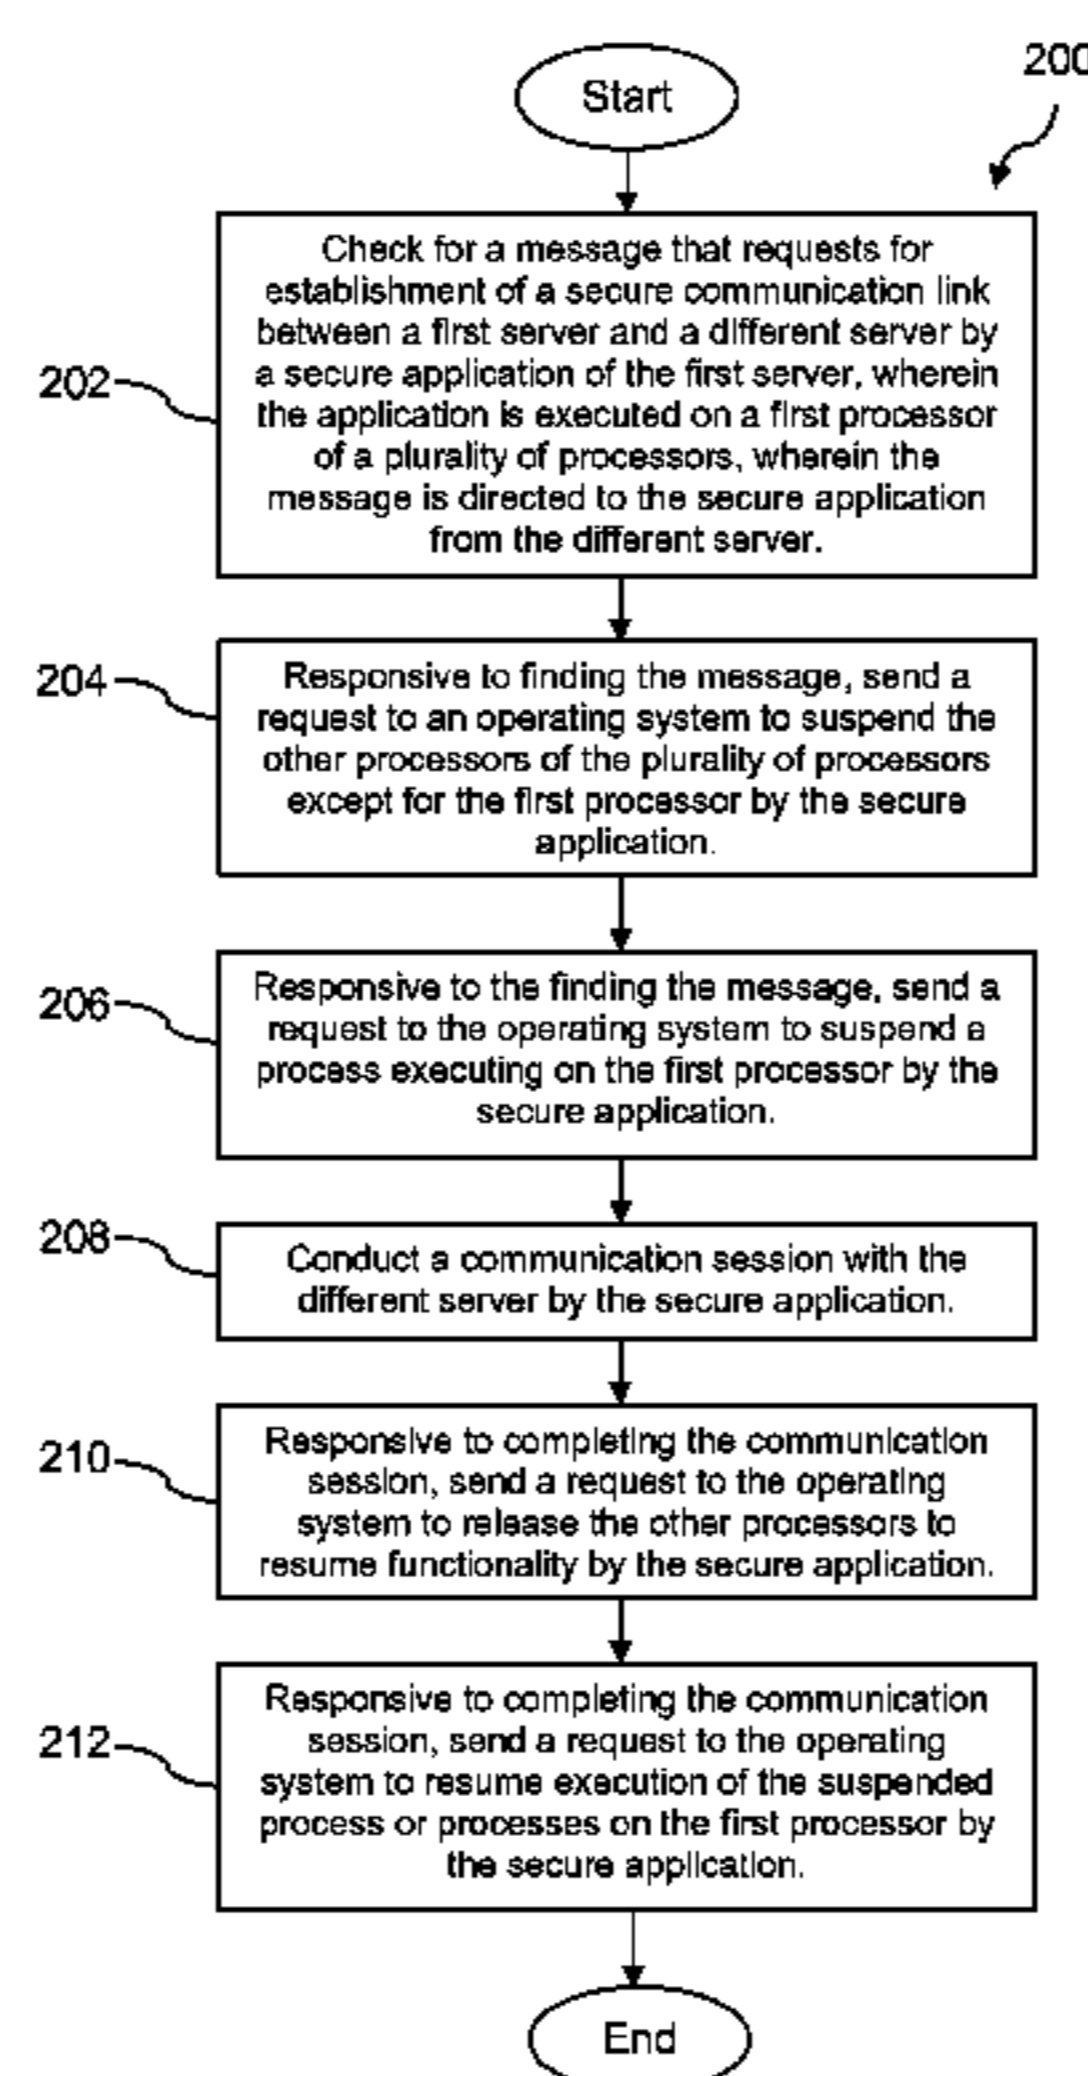 Start
200
Check for a message that requests for
establishment of a secure communication link
between a first server and a different server by
a secure application of the first server, wherein
the application is executed on a first processor
of a plurality of processors, wherein the
message is directed to the secure application
from the different server.
202
Responsive to finding the message, send a
request to an operating system to suspend the
other processors of the plurality of processors
except for the first processor by the secure
application.
204
Responsive to the finding the message, send a
request to the operating system to suspend a
process executing on the first processor by the
secure application.
206
Conduct a communication session with the
different server by the secure application.
208
Responsive to completing the communication
session, send a request to the operating
system to release the other processors to
resume functionality by the secure application.
210
Responsive to completing the communication
session, send a request to the operating
system to resume execution of the suspended
process or processes on the first processor by
the secure application.
212
End